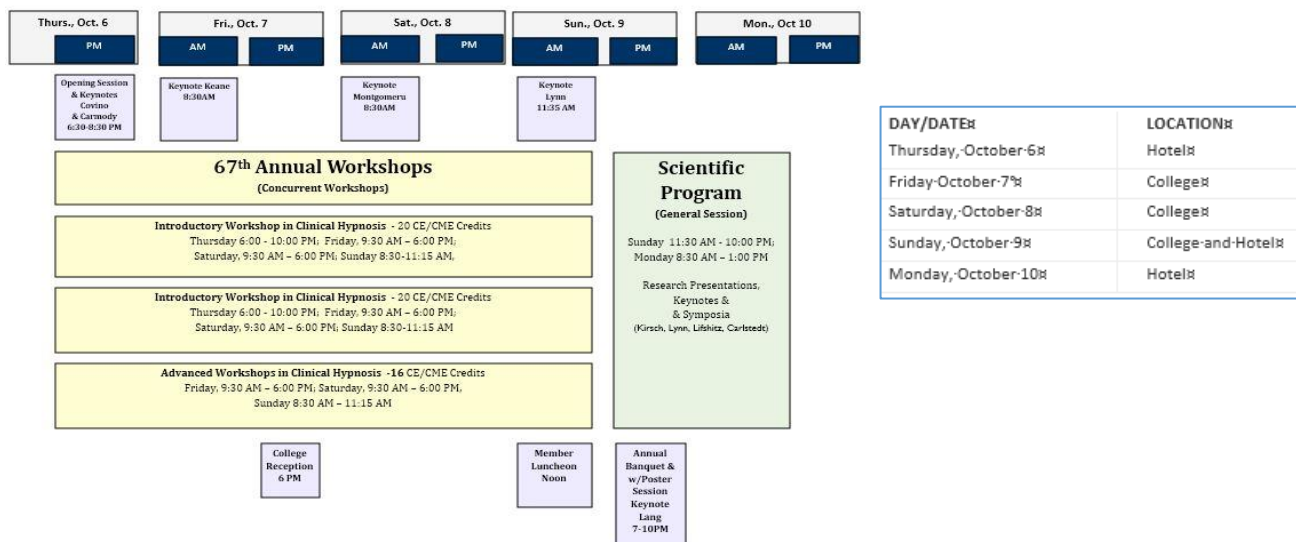 Thurs., Oct. 6
PM
Fri., Oct. 7
AM
PM
Sat., Oct. 8
AM
PM
Sun., Oct. 9
AM
PM
Mon., Oct 10
AM
PM
Opening Session
& Keynotes
Covino
& Carmody
6:30-8:30 PM
Keynote Keane
8:30AM
Keynote
Montgomeru
8:30AM
Keynote
Lynn
11:35 AM
67th Annual Workshops
(Concurrent Workshops)
Introductory Workshop in Clinical Hypnosis - 20 CE/CME Credits
Thursday 6:00 - 10:00 PM; Friday, 9:30 AM – 6:00 PM;
Saturday, 9:30 AM – 6:00 PM; Sunday 8:30-11:15 AM,
Introductory Workshop in Clinical Hypnosis - 20 CE/CME Credits
Thursday 6:00 - 10:00 PM; Friday, 9:30 AM – 6:00 PM;
Saturday, 9:30 AM – 6:00 PM; Sunday 8:30-11:15 AM
Advanced Workshops in Clinical Hypnosis -16 CE/CME Credits
Friday, 9:30 AM – 6:00 PM; Saturday, 9:30 AM – 6:00 PM,
Sunday 8:30 AM – 11:15 AM
Scientific
Program
(General Session)
Sunday 11:30 AM - 10:00 PM;
Monday 8:30 AM – 1:00 PM
Research Presentations,
Keynotes &
& Symposia
(Kirsch, Lynn, Lifshitz, Carlstedt)
College
Reception
6 PM
Member
Luncheon
Noon
Annual
Banquet &
w/Poster
Session
Keynote
Lang
7-10PM
DAY/DATE¤ LOCATION¤
Thursday,·October·6¤ Hotel¤
Friday·October·7°¤ College¤
Saturday,·October·8¤ College¤
Sunday,·October·9¤ College·and·Hotel¤
Monday,·October·10¤ Hotel¤